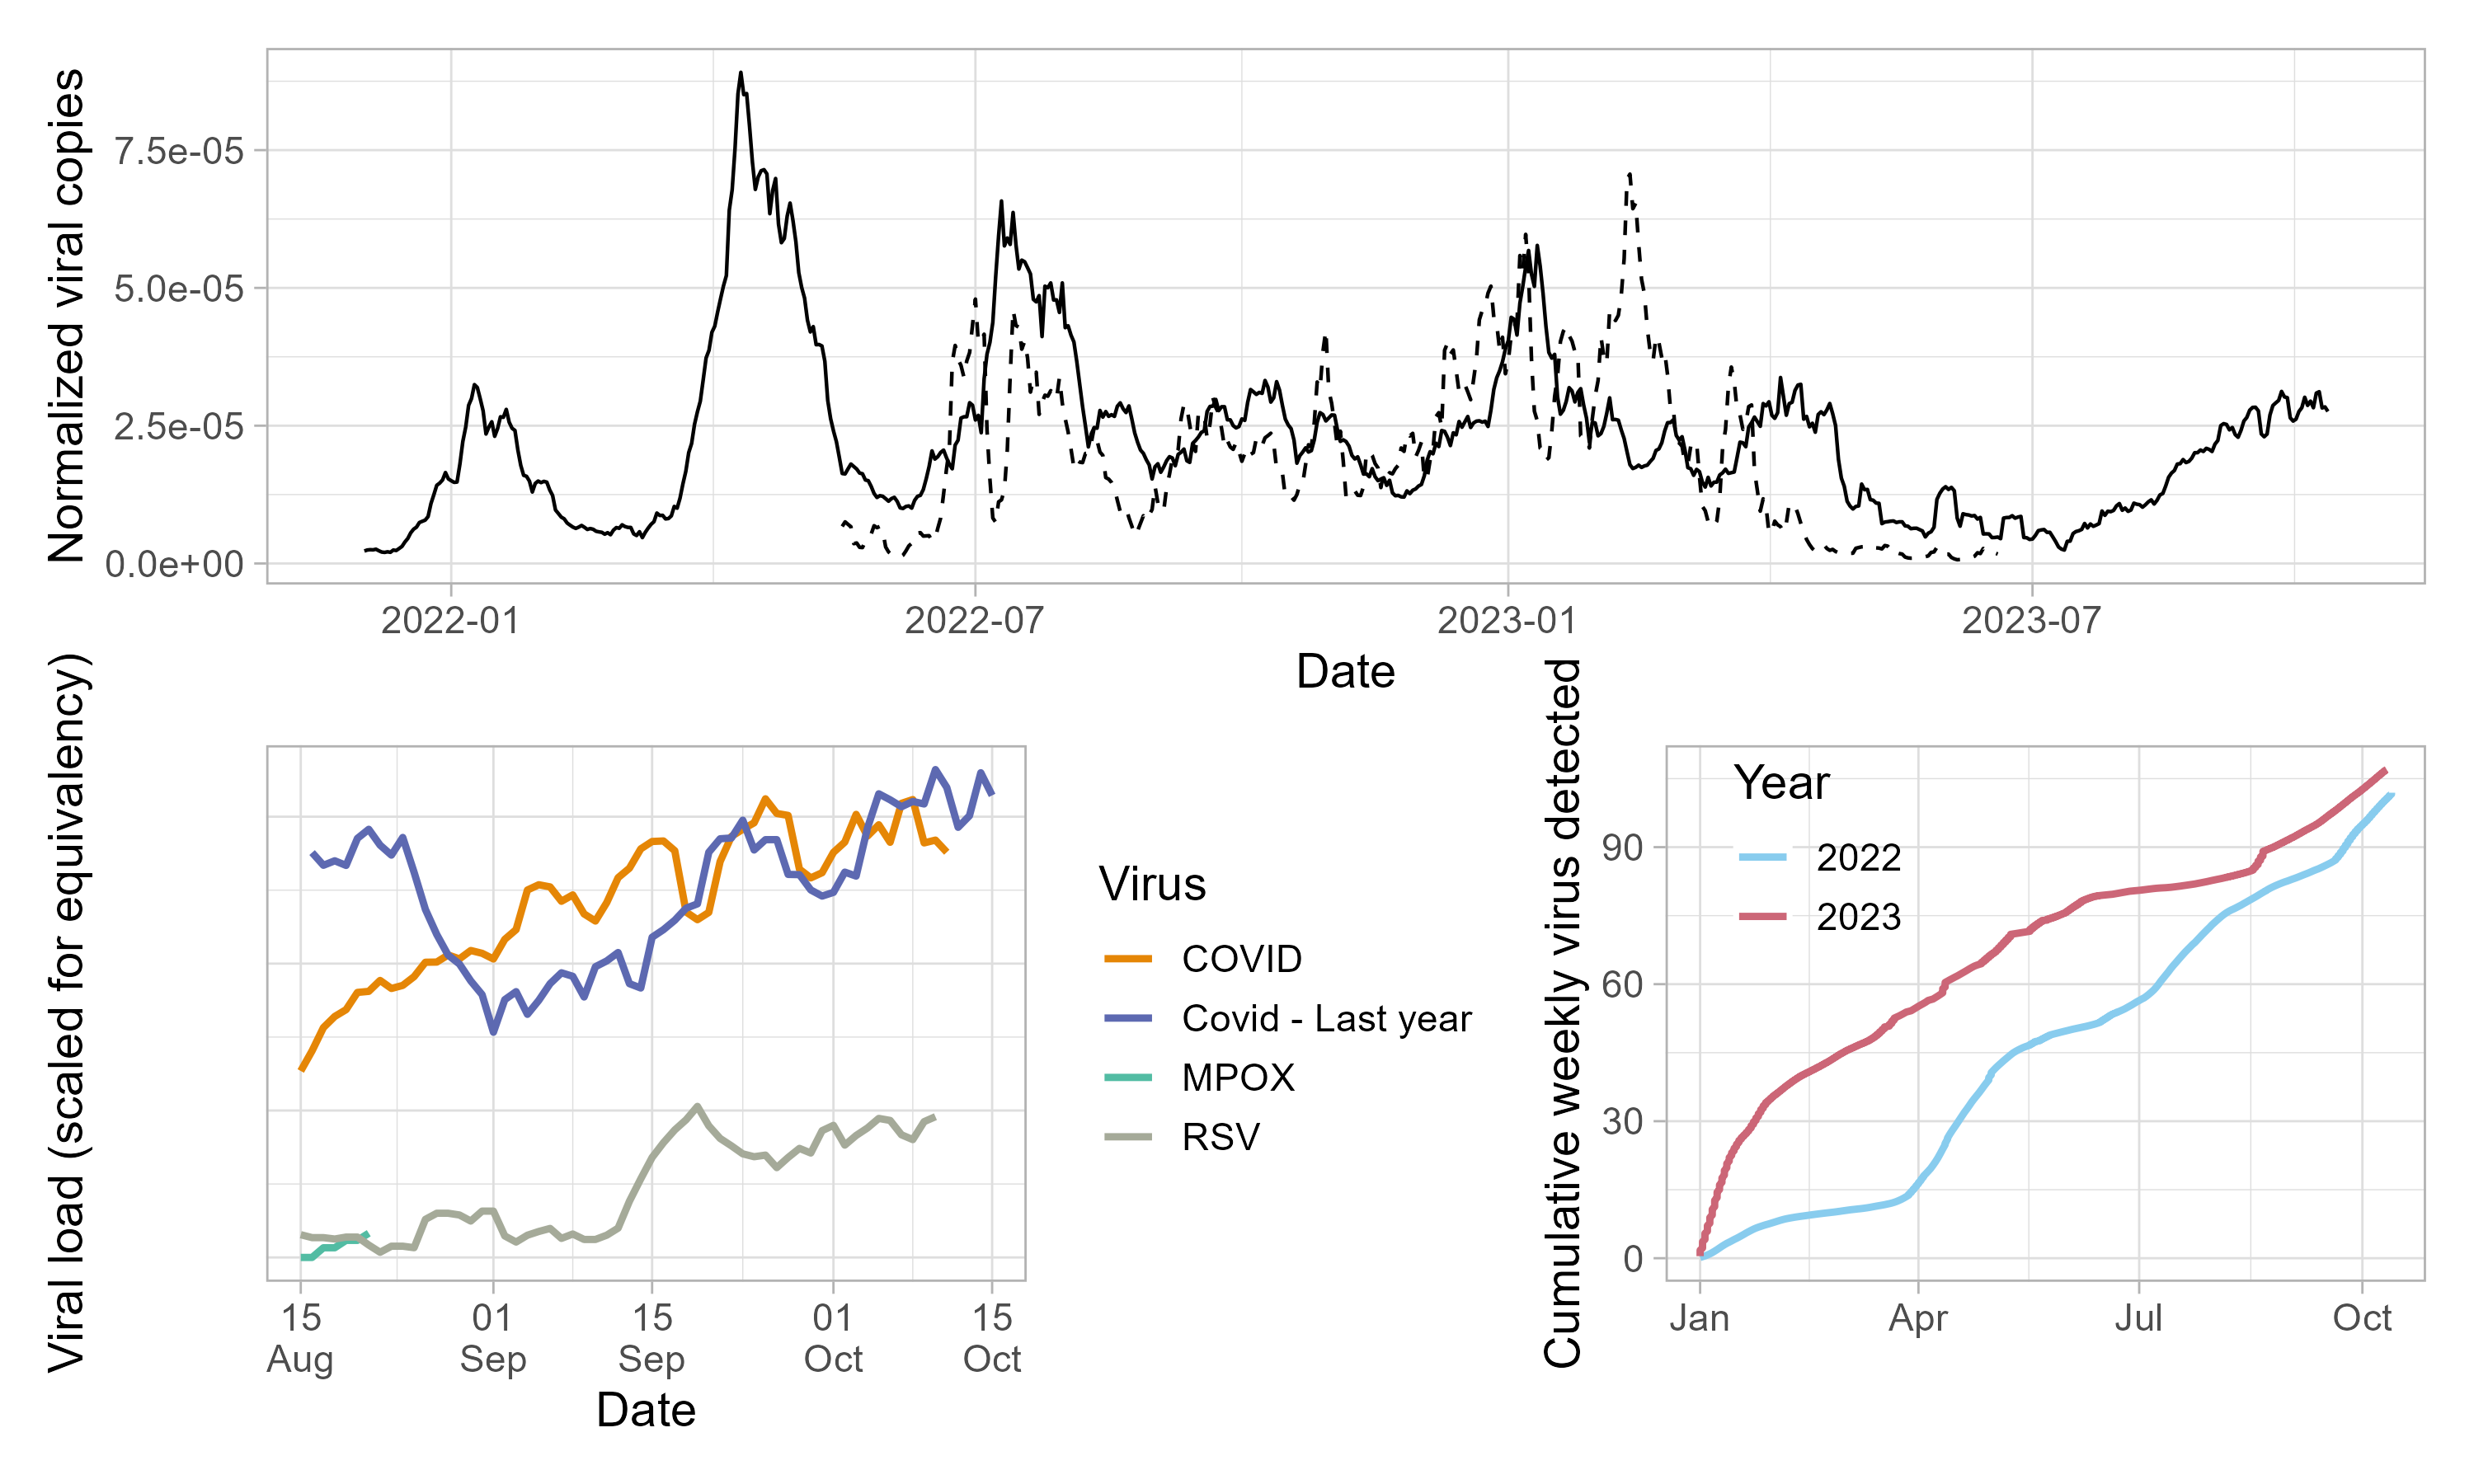 Normalized viral copies
7.5e-05
5.0e-05
2.5e-05
0.0e+00
2022-01
2022-07
2023-01
2023-07
Date
Viral load (scaled for equivalency)
15
Aug
01
Sep
15
Sep
01
Oct
15
Oct
Date
Virus
COVID
Covid - Last year
MPOX
RSV
Cumulative weekly virus detected
90
60
30
0
Year
2022
2023
Jan
Apr
Jul
Oct